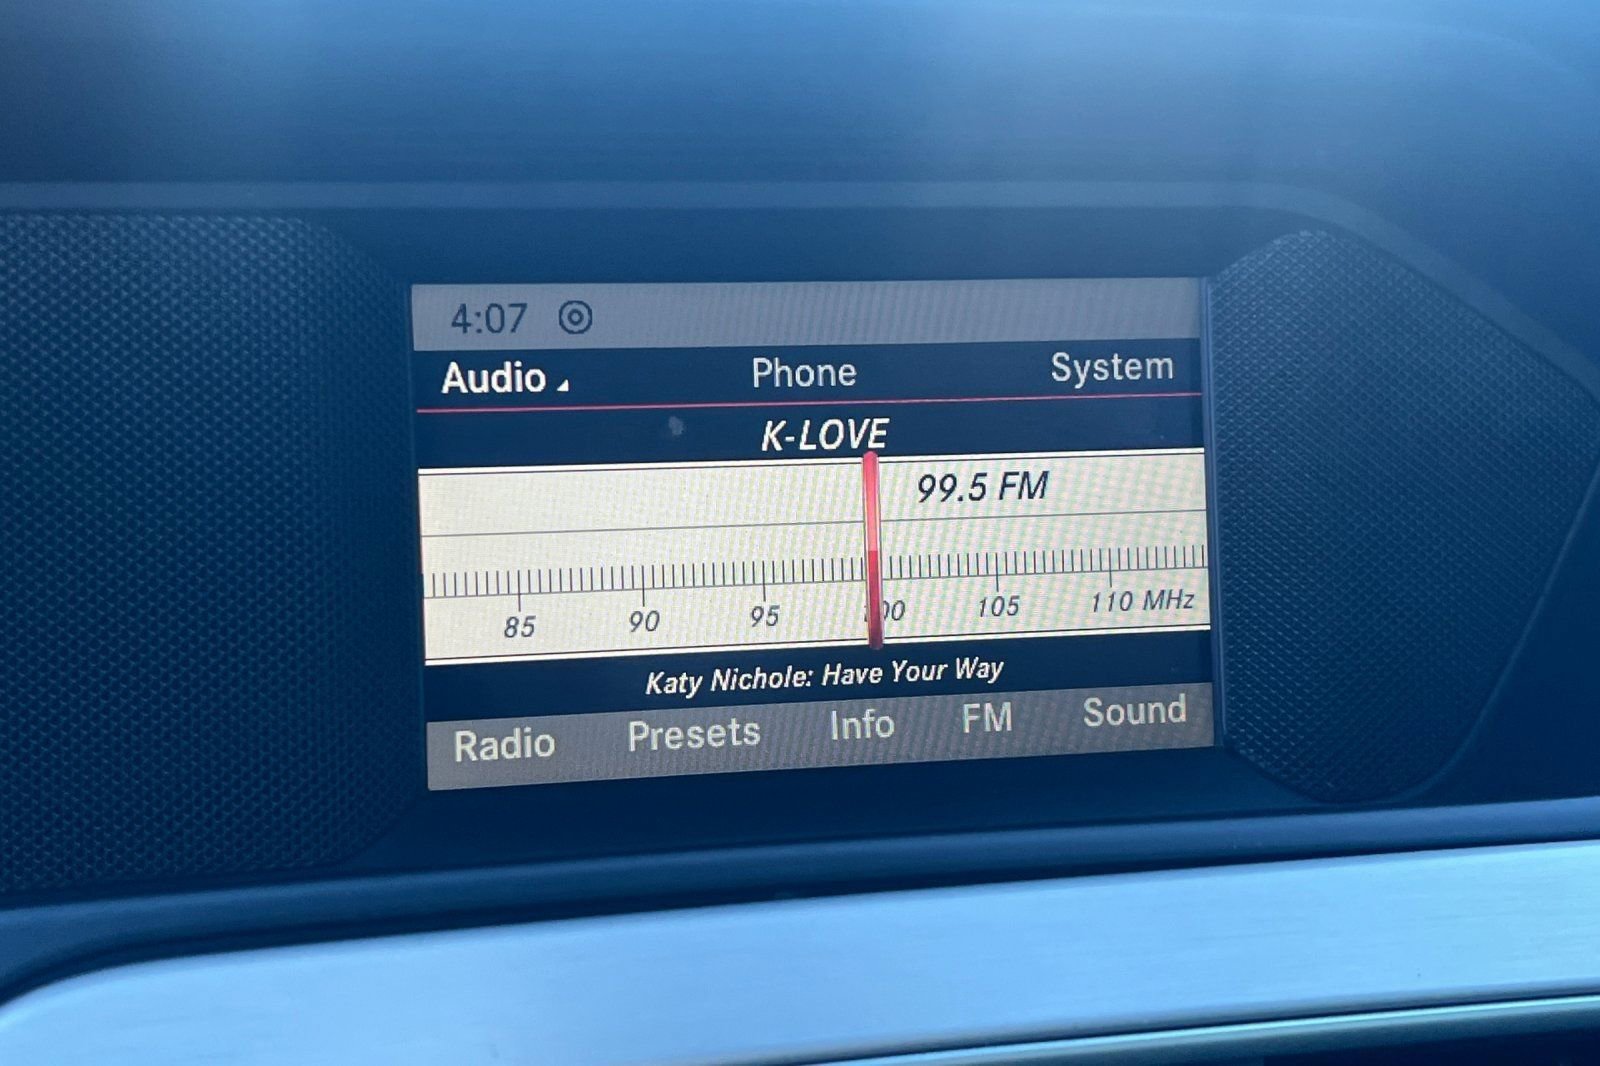 4:07
Audio Phone System
K-LOVE
99.5 FM
85 90 95 100 105 110 MHz
Katy Nichole: Have Your Way
Radio Presets Info FM Sound